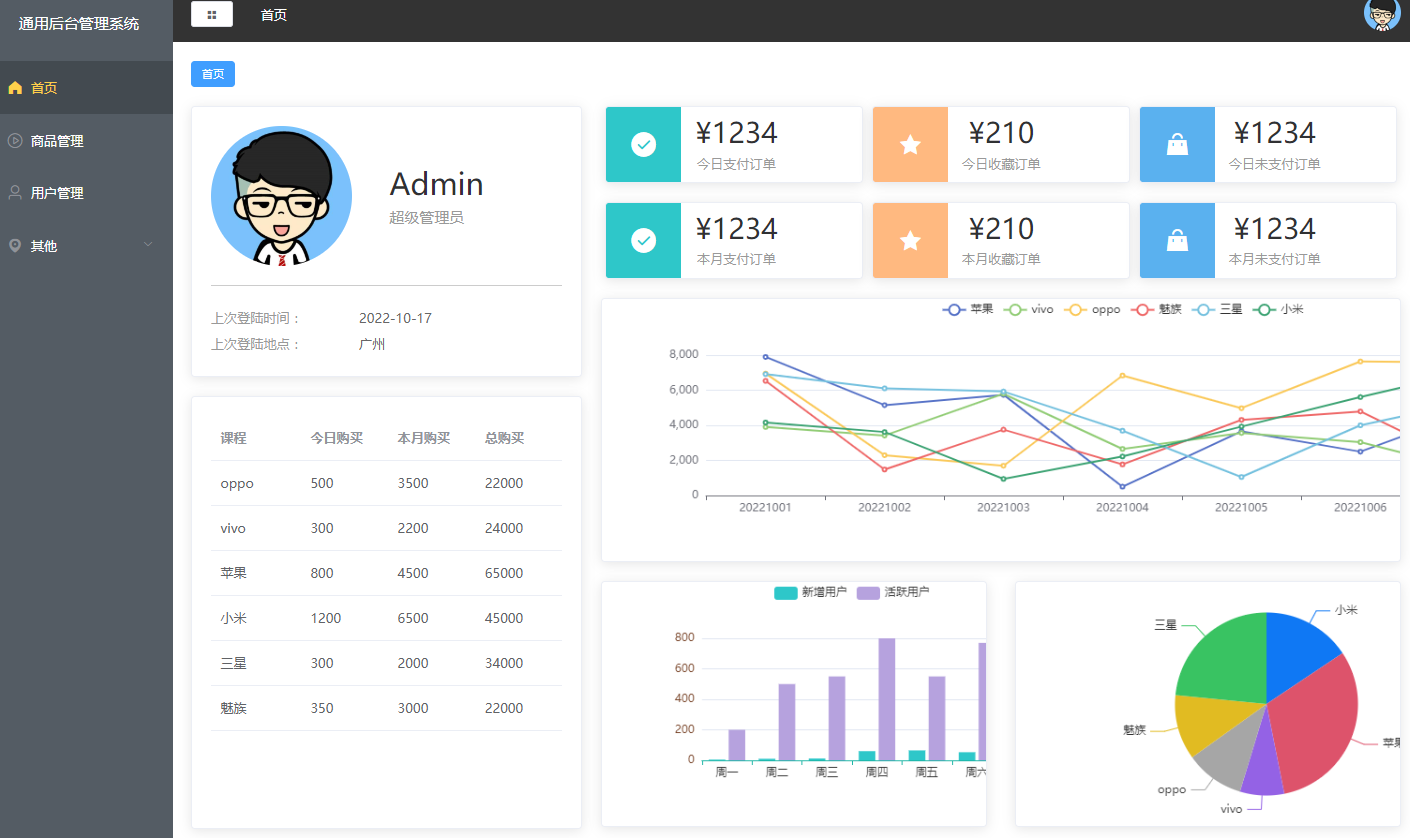 通用后台管理系统
首页
首页
商品管理
用户管理
其他
首页
Admin
超级管理员
上次登陆时间： 2022-10-17
上次登陆地点： 广州
课程 今日购买 本月购买 总购买
oppo 500 3500 22000
vivo 300 2200 24000
苹果 800 4500 65000
小米 1200 6500 45000
三星 300 2000 34000
魅族 350 3000 22000
¥1234
今日支付订单
¥210
今日收藏订单
¥1234
今日未支付订单
¥1234
本月支付订单
¥210
本月收藏订单
¥1234
本月未支付订单
苹果 vivo oppo 魅族 三星 小米
8,000
6,000
4,000
2,000
0
20221001 20221002 20221003 20221004 20221005 20221006
新增用户 活跃用户
800
600
400
200
0
周一 周二 周三 周四 周五 周六
小米
三星
魅族
苹果
oppo
vivo